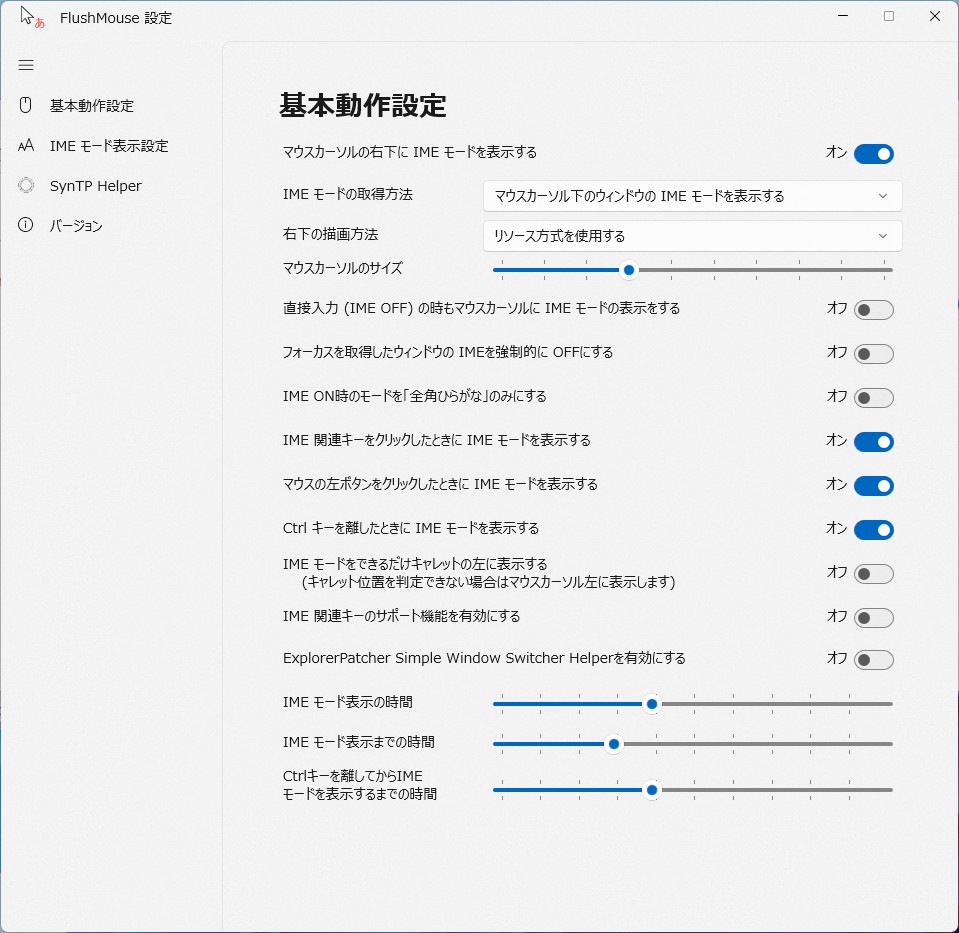 FlushMouse 設定
基本動作設定
IME モード表示設定
SynTP Helper
バージョン
基本動作設定
マウスカーソルの右下に IME モードを表示する オン
IME モードの取得方法 マウスカーソル下のウィンドウの IME モードを表示する
右下の描画方法 リソース方式を使用する
マウスカーソルのサイズ
直接入力 (IME OFF) の時もマウスカーソルに IME モードの表示をする オフ
フォーカスを取得したウィンドウの IMEを強制的に OFFにする オフ
IME ON時のモードを「全角ひらがな」のみにする オフ
IME 関連キーをクリックしたときに IME モードを表示する オン
マウスの左ボタンをクリックしたときに IME モードを表示する オン
Ctrl キーを離したときに IME モードを表示する オン
IME モードをできるだけキャレットの左に表示する オフ
(キャレット位置を判定できない場合はマウスカーソル左に表示します)
IME 関連キーのサポート機能を有効にする オフ
ExplorerPatcher Simple Window Switcher Helperを有効にする オフ
IME モード表示の時間
IME モード表示までの時間
Ctrlキーを離してからIME
モードを表示するまでの時間